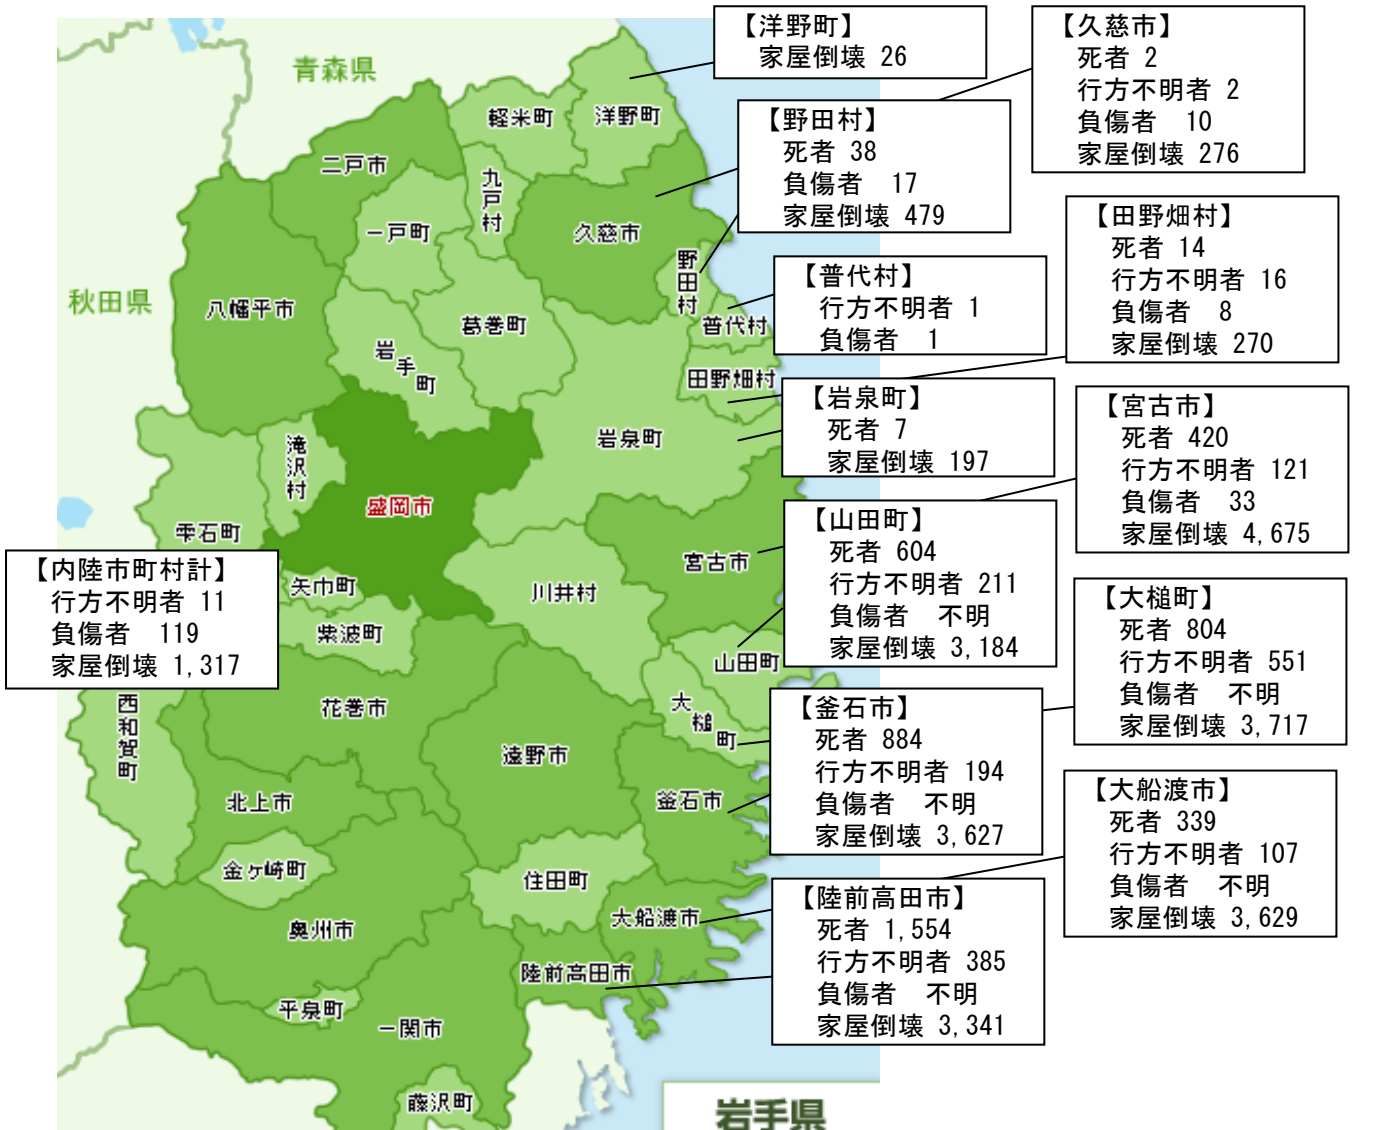 【洋野町】
家屋倒壊 26
【久慈市】
死者 2
行方不明者 2
負傷者 10
家屋倒壊 276
【野田村】
死者 38
負傷者 17
家屋倒壊 479
【田野畑村】
死者 14
行方不明者 16
負傷者 8
家屋倒壊 270
【普代村】
行方不明者 1
負傷者 1
【岩泉町】
死者 7
家屋倒壊 197
【宮古市】
死者 420
行方不明者 121
負傷者 33
家屋倒壊 4,675
【山田町】
死者 604
行方不明者 211
負傷者 不明
家屋倒壊 3,184
【内陸市町村計】
行方不明者 11
負傷者 119
家屋倒壊 1,317
【大槌町】
死者 804
行方不明者 551
負傷者 不明
家屋倒壊 3,717
【釜石市】
死者 884
行方不明者 194
負傷者 不明
家屋倒壊 3,627
【大船渡市】
死者 339
行方不明者 107
負傷者 不明
家屋倒壊 3,629
【陸前高田市】
死者 1,554
行方不明者 385
負傷者 不明
家屋倒壊 3,341
青森県
秋田県
軽米町
洋野町
二戸市
九戸村
一戸町
久慈市
野田村
八幡平市
葛巻町
普代村
岩手町
田野畑村
滝沢村
岩泉町
盛岡市
雫石町
宮古市
矢巾町
川井村
紫波町
山田町
西和賀町
花巻市
大槌町
遠野市
北上市
釜石市
金ヶ崎町
住田町
奥州市
大船渡市
陸前高田市
平泉町
一関市
藤沢町
岩手県